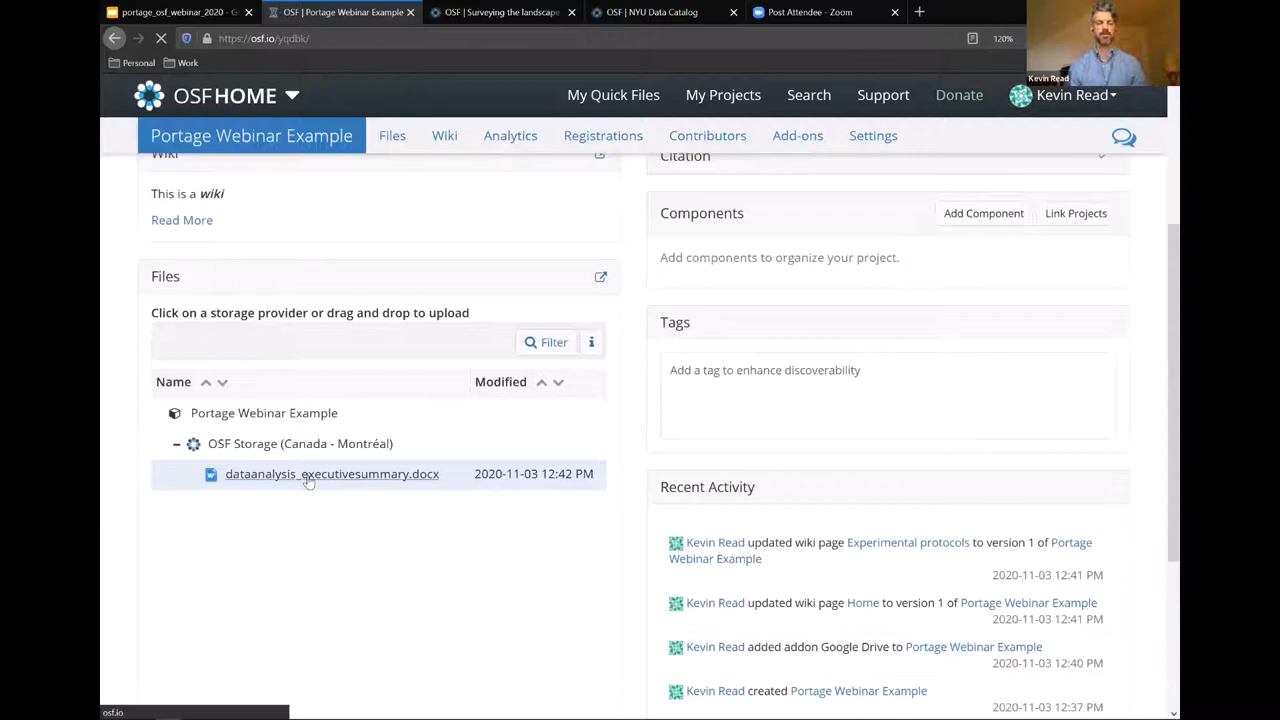 portage_osf_webinar_2020 - G
OSF | Portage Webinar Example
OSF | Surveying the landscape
OSF | NYU Data Catalog
Post Attendee - Zoom
https://osf.io/yqdbk/
120%
Personal
Work
Kevin Read
OSFHOME
My Quick Files
My Projects
Search
Support
Donate
Kevin Read
Portage Webinar Example
Files
Wiki
Analytics
Registrations
Contributors
Add-ons
Settings
Wiki
This is a wiki
Read More
Files
Click on a storage provider or drag and drop to upload
Filter
i
Name
Modified
Portage Webinar Example
OSF Storage (Canada - Montréal)
dataanalysis_executivesummary.docx
2020-11-03 12:42 PM
Citation
Components
Add Component
Link Projects
Add components to organize your project.
Tags
Add a tag to enhance discoverability
Recent Activity
Kevin Read updated wiki page Experimental protocols to version 1 of Portage
Webinar Example
2020-11-03 12:41 PM
Kevin Read updated wiki page Home to version 1 of Portage Webinar Example
2020-11-03 12:41 PM
Kevin Read added addon Google Drive to Portage Webinar Example
2020-11-03 12:40 PM
Kevin Read created Portage Webinar Example
2020-11-03 12:37 PM
osf.io